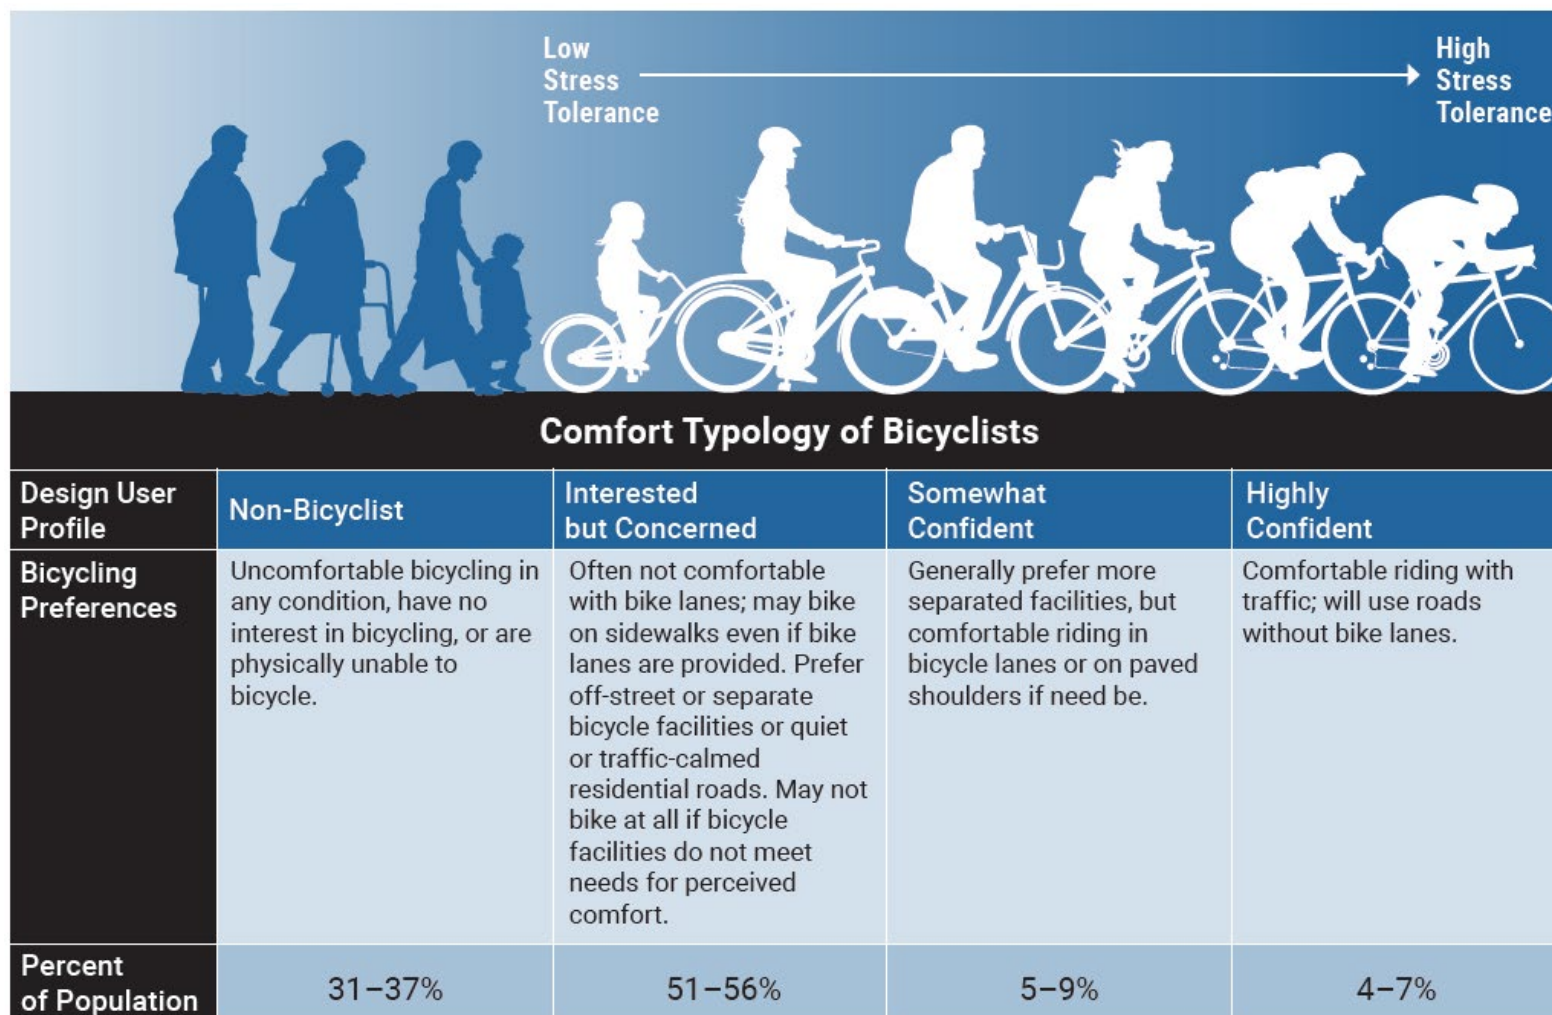 Low
Stress
Tolerance
High
Stress
Tolerance
Comfort Typology of Bicyclists
Design User
Profile
Non-Bicyclist
Interested
but Concerned
Somewhat
Confident
Highly
Confident
Bicycling
Preferences
Uncomfortable bicycling in
any condition, have no
interest in bicycling, or are
physically unable to
bicycle.
Often not comfortable
with bike lanes; may bike
on sidewalks even if bike
lanes are provided. Prefer
off-street or separate
bicycle facilities or quiet
or traffic-calmed
residential roads. May not
bike at all if bicycle
facilities do not meet
needs for perceived
comfort.
Generally prefer more
separated facilities, but
comfortable riding in
bicycle lanes or on paved
shoulders if need be.
Comfortable riding with
traffic; will use roads
without bike lanes.
Percent
of Population
31–37%
51–56%
5–9%
4–7%